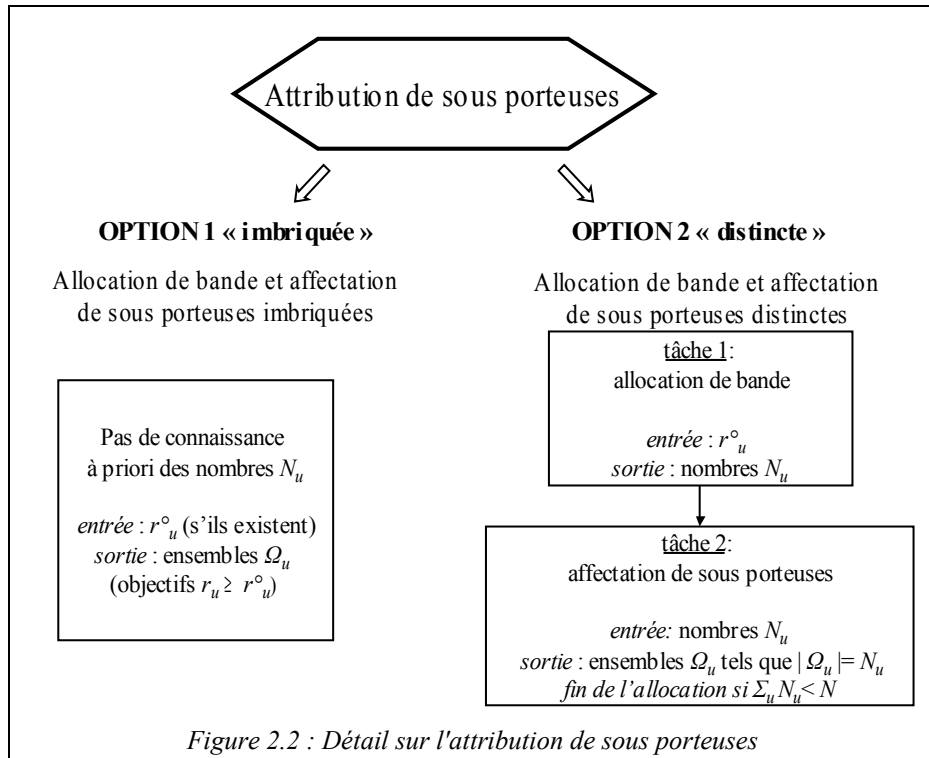 Attribution de sous porteuses
OPTION 1 « imbriquée »
Allocation de bande et affectation
de sous porteuses imbriquées
Pas de connaissance
à priori des nombres Nu
entrée : r°u (s’ils existent)
sortie : ensembles Ωu
(objectifs ru ≥ r°u)
OPTION 2 « distincte »
Allocation de bande et affectation
de sous porteuses distinctes
tâche 1:
allocation de bande
entrée : r°u
sortie : nombres Nu
tâche 2:
affectation de sous porteuses
entrée: nombres Nu
sortie : ensembles Ωu tels que | Ωu |= Nu
fin de l’allocation si Σu Nu< N
Figure 2.2 : Détail sur l'attribution de sous porteuses